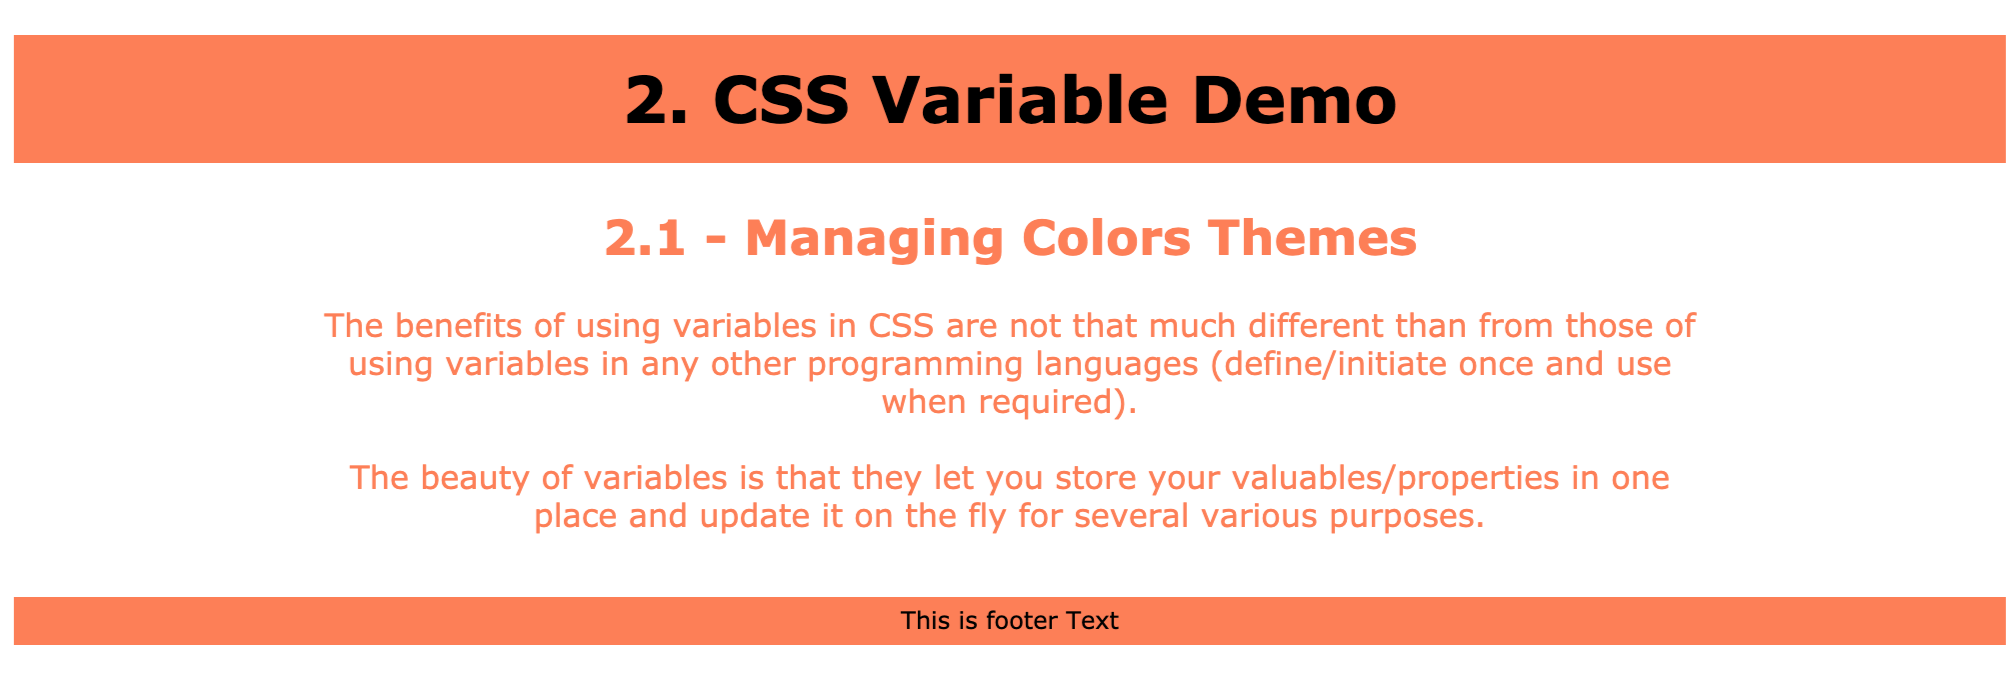 2. CSS Variable Demo
2.1 - Managing Colors Themes
The benefits of using variables in CSS are not that much different than from those of
using variables in any other programming languages (define/initiate once and use
when required).
The beauty of variables is that they let you store your valuables/properties in one
place and update it on the fly for several various purposes.
This is footer Text